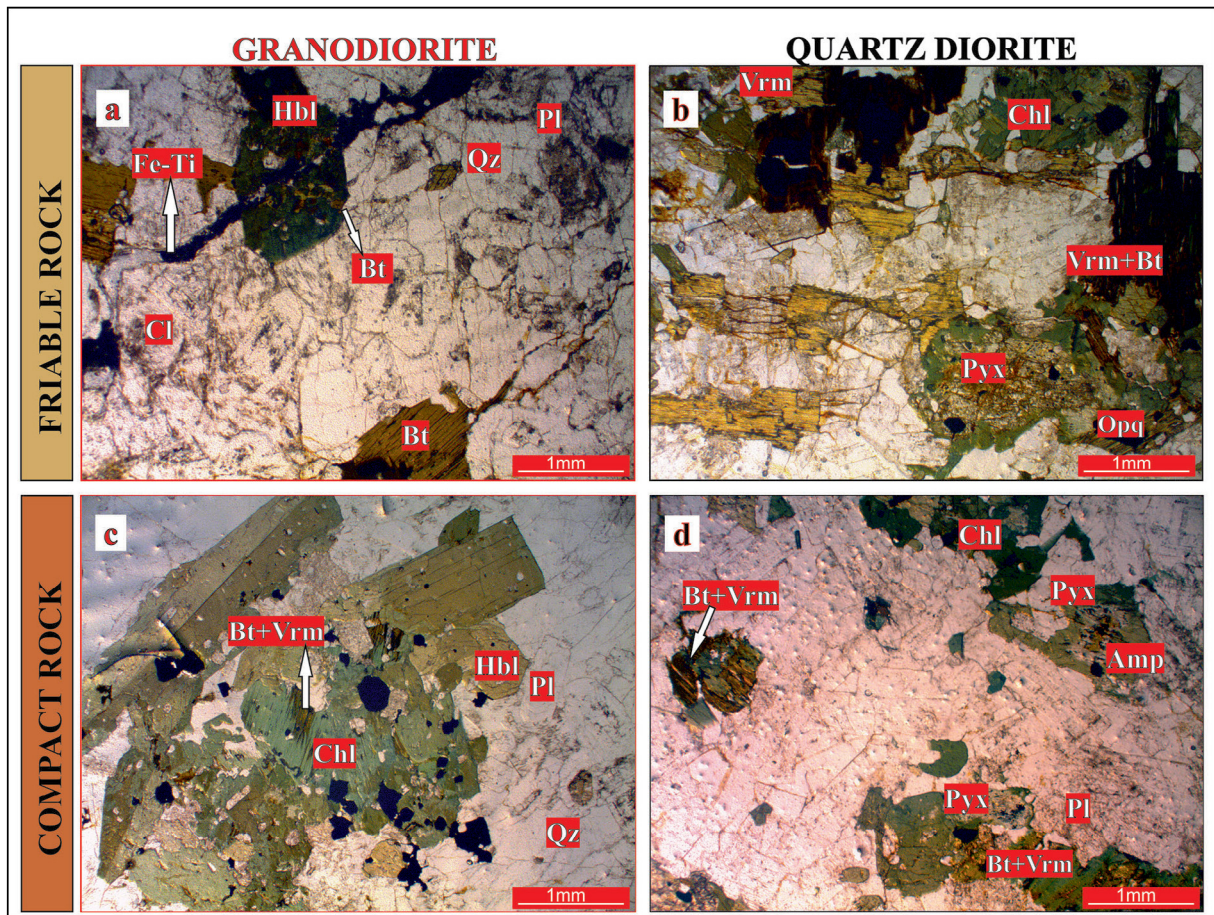 GRANODIORITE
QUARTZ DIORITE
FRIABLE ROCK
a
Hbl
Pl
Qz
Fe-Ti
Bt
Cl
Bt
1mm
b
Vrm
Chl
Vrm+Bt
Pyx
Opq
1mm
COMPACT ROCK
c
Bt+Vrm
Hbl
Pl
Chl
Qz
1mm
d
Chl
Bt+Vrm
Pyx
Amp
Pyx
Pl
Bt+Vrm
1mm